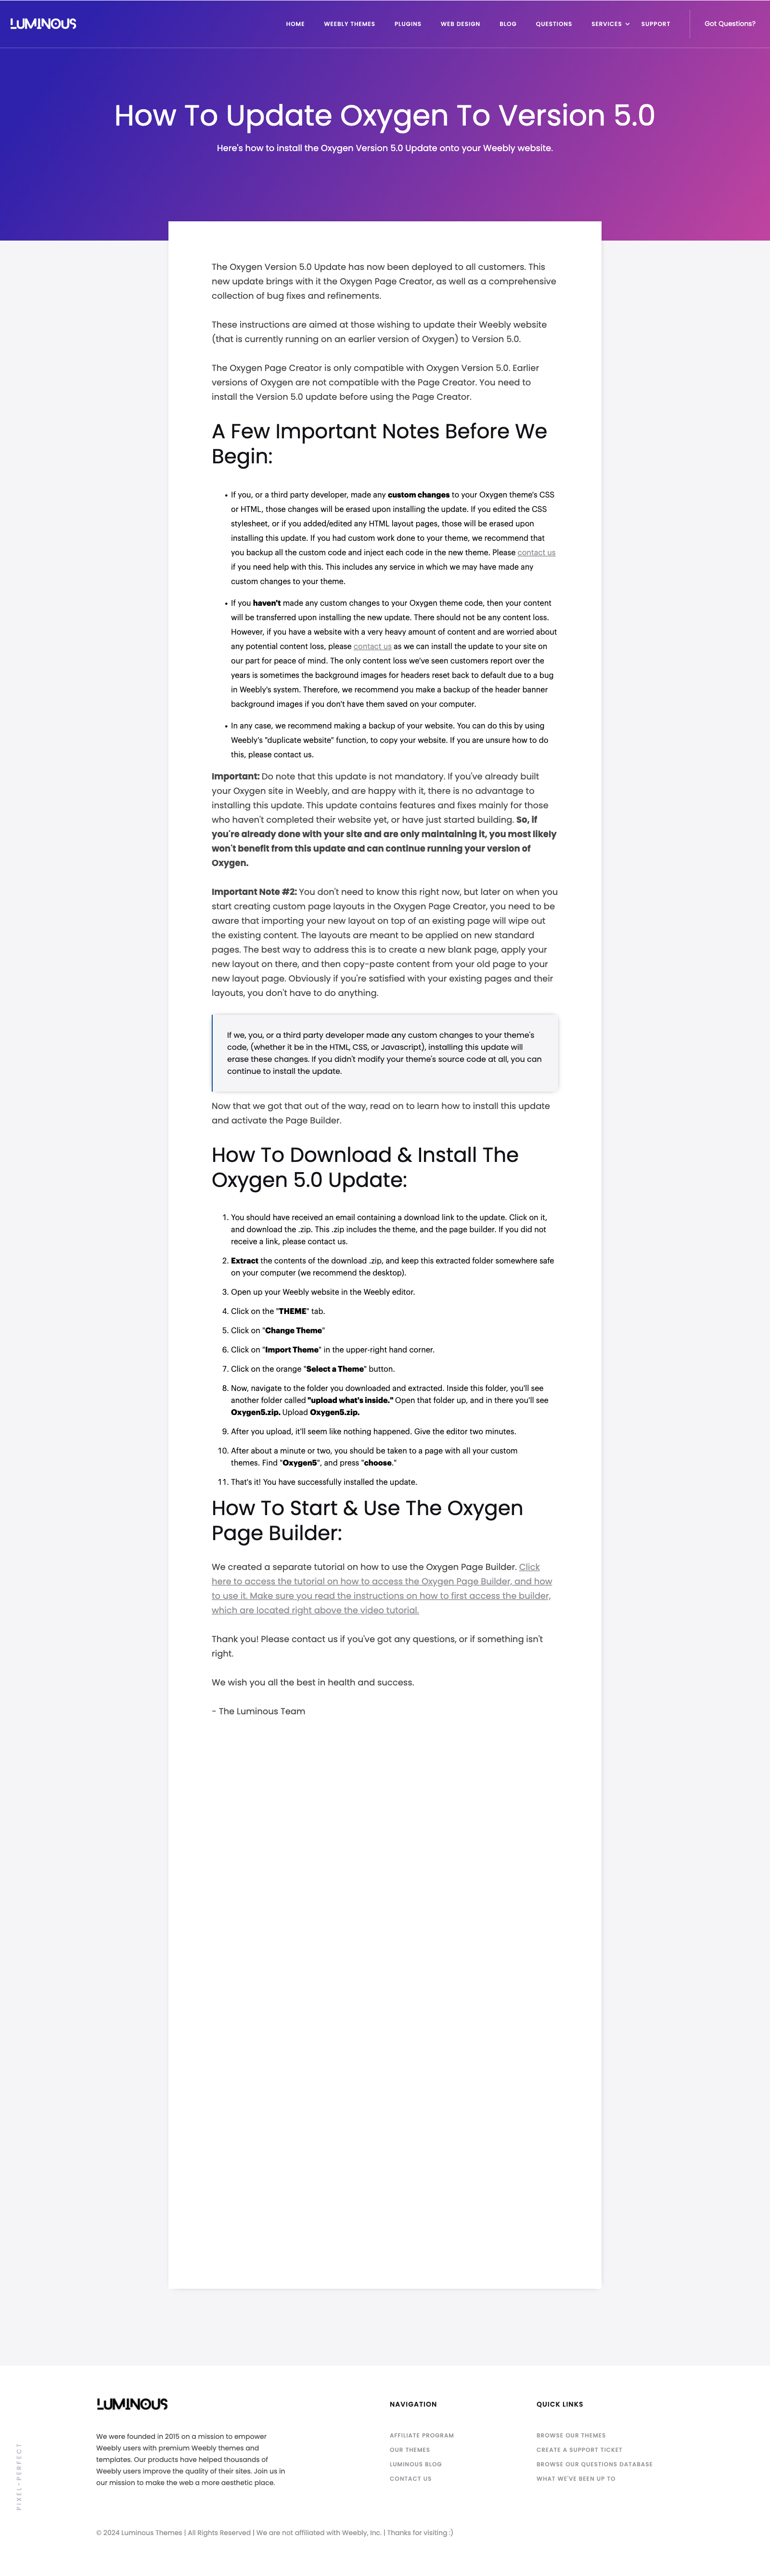 LUMINOUS
HOME WEEBLY THEMES PLUGINS WEB DESIGN BLOG QUESTIONS SERVICES SUPPORT Got Questions?
How To Update Oxygen To Version 5.0
Here's how to install the Oxygen Version 5.0 Update onto your Weebly website.
The Oxygen Version 5.0 Update has now been deployed to all customers. This
new update brings with it the Oxygen Page Creator, as well as a comprehensive
collection of bug fixes and refinements.
These instructions are aimed at those wishing to update their Weebly website
(that is currently running on an earlier version of Oxygen) to Version 5.0.
The Oxygen Page Creator is only compatible with Oxygen Version 5.0. Earlier
versions of Oxygen are not compatible with the Page Creator. You need to
install the Version 5.0 update before using the Page Creator.
A Few Important Notes Before We
Begin:
• If you, or a third party developer, made any custom changes to your Oxygen theme's CSS
or HTML, those changes will be erased upon installing the update. If you edited the CSS
stylesheet, or if you added/edited any HTML layout pages, those will be erased upon
installing this update. If you had custom work done to your theme, we recommend that
you backup all the custom code and inject each code in the new theme. Please contact us
if you need help with this. This includes any service in which we may have made any
custom changes to your theme.
• If you haven't made any custom changes to your Oxygen theme code, then your content
will be transferred upon installing the new update. There should not be any content loss.
However, if you have a website with a very heavy amount of content and are worried about
any potential content loss, please contact us as we can install the update to your site on
our part for peace of mind. The only content loss we've seen customers report over the
years is sometimes the background images for headers reset back to default due to a bug
in Weebly's system. Therefore, we recommend you make a backup of the header banner
background images if you don't have them saved on your computer.
• In any case, we recommend making a backup of your website. You can do this by using
Weebly's "duplicate website" function, to copy your website. If you are unsure how to do
this, please contact us.
Important: Do note that this update is not mandatory. If you've already built
your Oxygen site in Weebly, and are happy with it, there is no advantage to
installing this update. This update contains features and fixes mainly for those
who haven't completed their website yet, or have just started building. So, if
you're already done with your site and are only maintaining it, you most likely
won't benefit from this update and can continue running your version of
Oxygen.
Important Note #2: You don't need to know this right now, but later on when you
start creating custom page layouts in the Oxygen Page Creator, you need to be
aware that importing your new layout on top of an existing page will wipe out
the existing content. The layouts are meant to be applied on new standard
pages. The best way to address this is to create a new blank page, apply your
new layout on there, and then copy-paste content from your old page to your
new layout page. Obviously if you're satisfied with your existing pages and their
layouts, you don't have to do anything.
If we, you, or a third party developer made any custom changes to your theme's
code, (whether it be in the HTML, CSS, or Javascript), installing this update will
erase these changes. If you didn't modify your theme's source code at all, you can
continue to install the update.
Now that we got that out of the way, read on to learn how to install this update
and activate the Page Builder.
How To Download & Install The
Oxygen 5.0 Update:
1. You should have received an email containing a download link to the update. Click on it,
and download the .zip. This .zip includes the theme, and the page builder. If you did not
receive a link, please contact us.
2. Extract the contents of the download .zip, and keep this extracted folder somewhere safe
on your computer (we recommend the desktop).
3. Open up your Weebly website in the Weebly editor.
4. Click on the "THEME" tab.
5. Click on "Change Theme"
6. Click on "Import Theme" in the upper-right hand corner.
7. Click on the orange "Select a Theme" button.
8. Now, navigate to the folder you downloaded and extracted. Inside this folder, you'll see
another folder called "upload what's inside." Open that folder up, and in there you'll see
Oxygen5.zip. Upload Oxygen5.zip.
9. After you upload, it'll seem like nothing happened. Give the editor two minutes.
10. After about a minute or two, you should be taken to a page with all your custom
themes. Find "Oxygen5", and press "choose."
11. That's it! You have successfully installed the update.
How To Start & Use The Oxygen
Page Builder:
We created a separate tutorial on how to use the Oxygen Page Builder. Click
here to access the tutorial on how to access the Oxygen Page Builder, and how
to use it. Make sure you read the instructions on how to first access the builder,
which are located right above the video tutorial.
Thank you! Please contact us if you've got any questions, or if something isn't
right.
We wish you all the best in health and success.
- The Luminous Team
LUMINOUS
We were founded in 2015 on a mission to empower
Weebly users with premium Weebly themes and
templates. Our products have helped thousands of
Weebly users improve the quality of their sites. Join us in
our mission to make the web a more aesthetic place.
NAVIGATION
AFFILIATE PROGRAM
OUR THEMES
LUMINOUS BLOG
CONTACT US
QUICK LINKS
BROWSE OUR THEMES
CREATE A SUPPORT TICKET
BROWSE OUR QUESTIONS DATABASE
WHAT WE'VE BEEN UP TO
PIXEL-PERFECT
© 2024 Luminous Themes | All Rights Reserved | We are not affiliated with Weebly, Inc. | Thanks for visiting :)